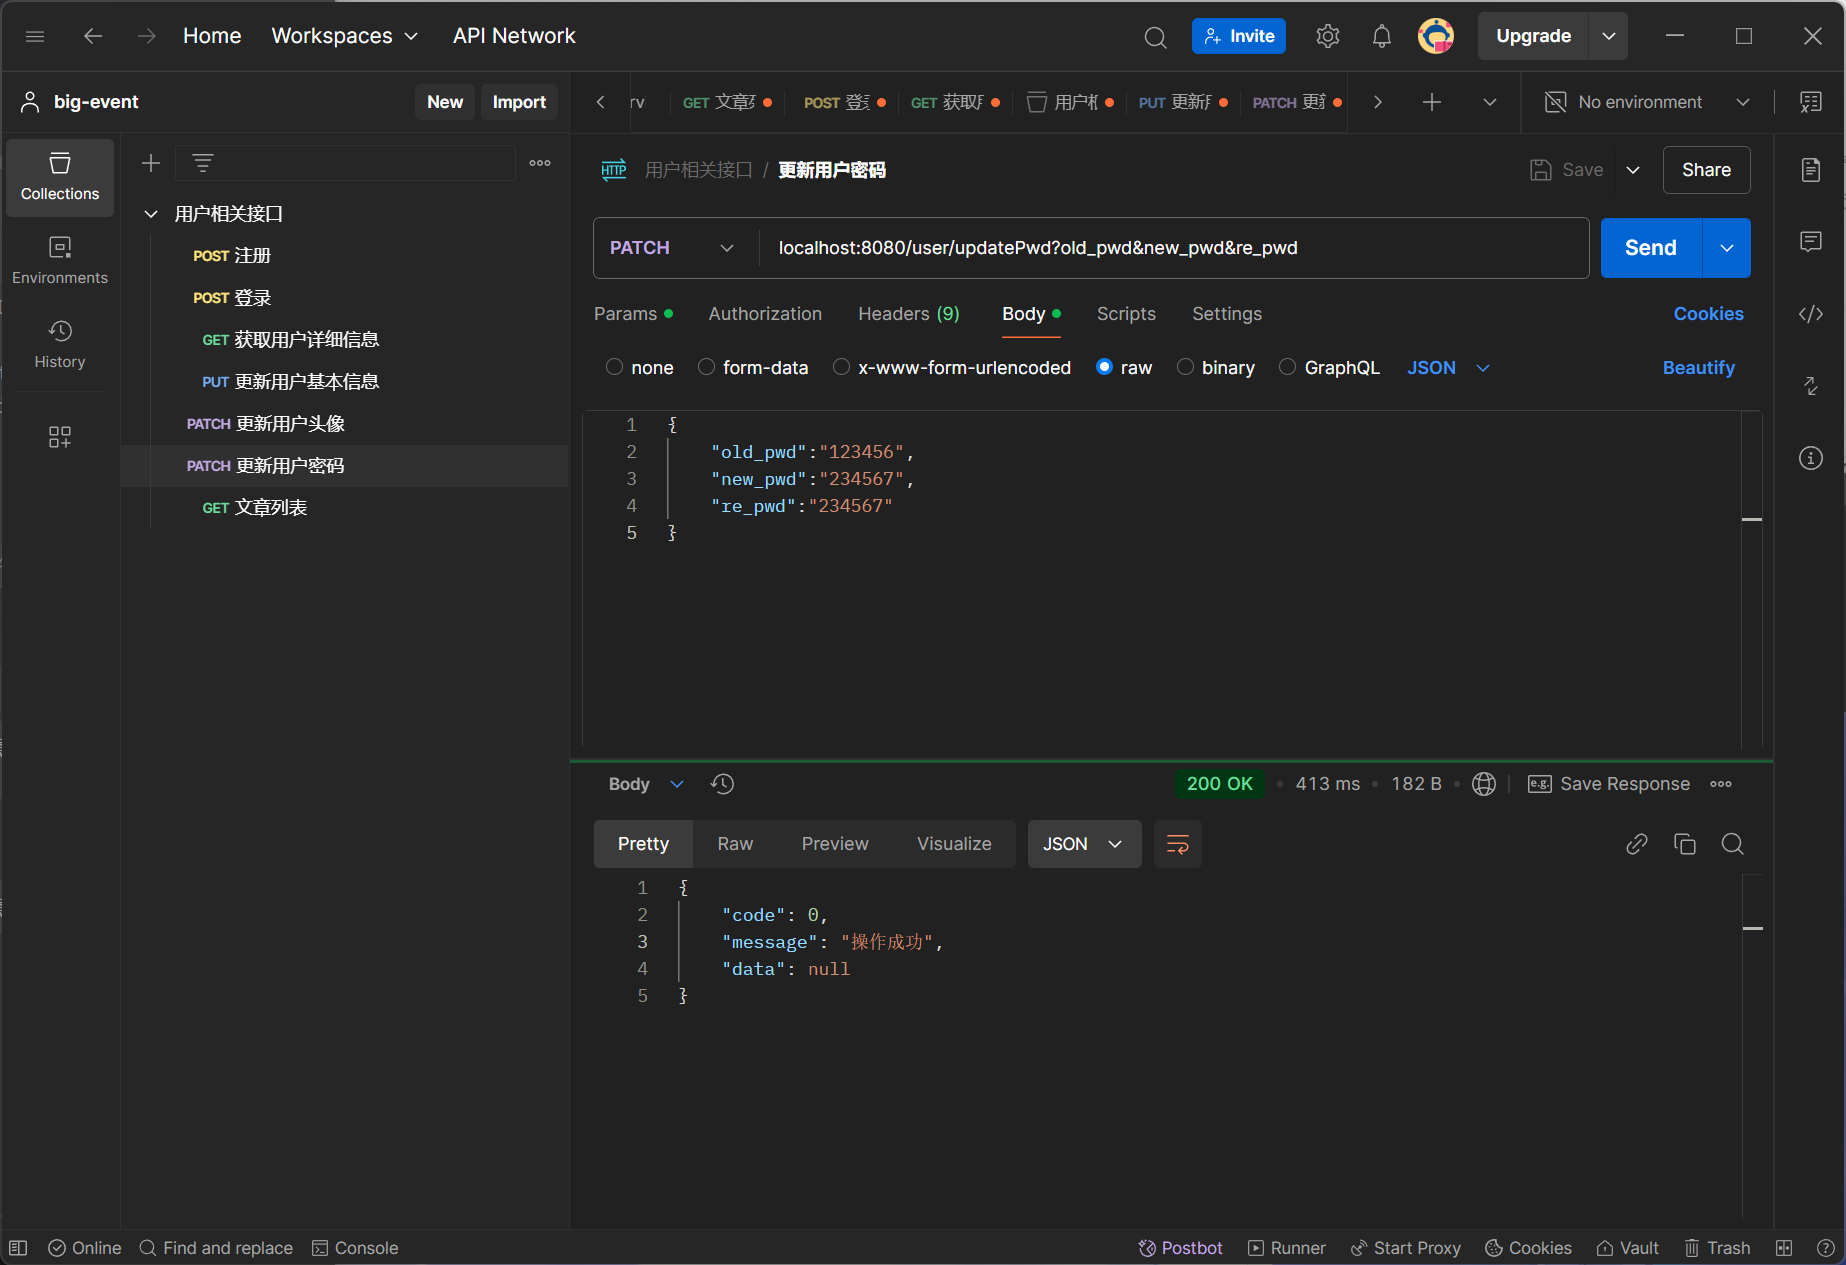 Home Workspaces API Network Invite Upgrade
big-event New Import
rv GET 文章 POST 登 GET 获取 用户 PUT 更新 PATCH 更 No environment
Collections
Environments
History
用户相关接口
POST 注册
POST 登录
GET 获取用户详细信息
PUT 更新用户基本信息
PATCH 更新用户头像
PATCH 更新用户密码
GET 文章列表
HTTP 用户相关接口 / 更新用户密码 Save Share
PATCH localhost:8080/user/updatePwd?old_pwd&new_pwd&re_pwd Send
Params Authorization Headers (9) Body Scripts Settings Cookies
none form-data x-www-form-urlencoded raw binary GraphQL JSON Beautify
1 {
2 "old_pwd":"123456",
3 "new_pwd":"234567",
4 "re_pwd":"234567"
5 }
Body 200 OK • 413 ms • 182 B • e.g. Save Response
Pretty Raw Preview Visualize JSON
1 {
2 "code": 0,
3 "message": "操作成功",
4 "data": null
5 }
Online Find and replace Console Postbot Runner Start Proxy Cookies Vault Trash